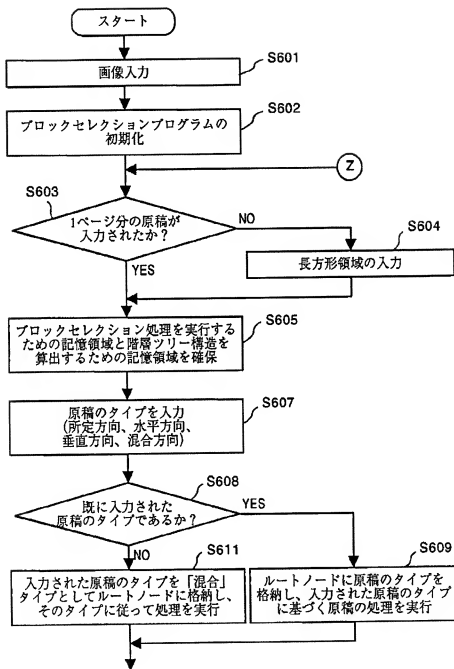 スタート
S601
画像入力
S602
ブロックセレクションプログラムの
初期化
Z
S603
1ページ分の原稿が
入力されたか?
NO
YES
S604
長方形領域の入力
S605
ブロックセレクション処理を実行する
ための記憶領域と階層ツリー構造を
算出するための記憶領域を確保
S607
原稿のタイプを入力
(所定方向、水平方向、
垂直方向、混合方向)
S608
既に入力された
原稿のタイプであるか?
YES
NO
S611
入力された原稿のタイプを「混合」
タイプとしてルートノードに格納し、
そのタイプに従って処理を実行
S609
ルートノードに原稿のタイプを
格納し、入力された原稿のタイプ
に基づく原稿の処理を実行